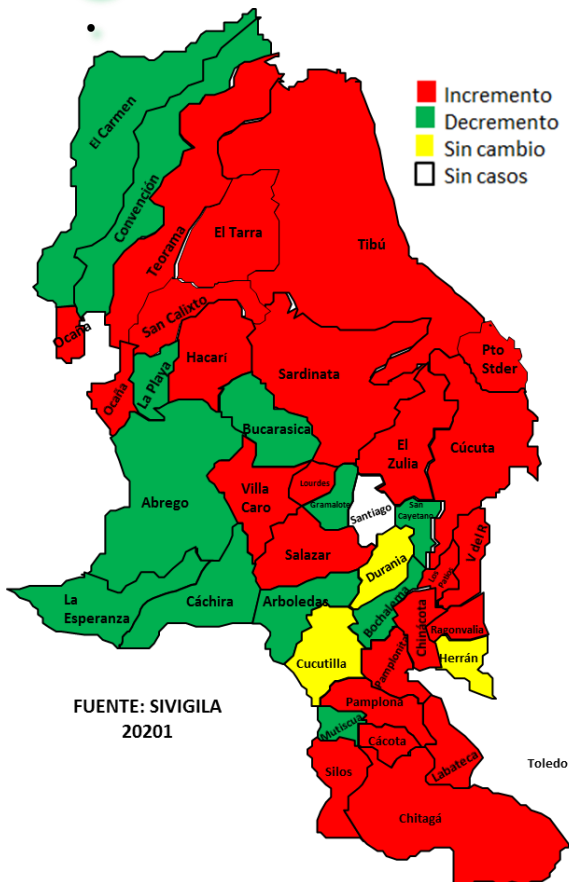 Incremento
Decremento
Sin cambio
Sin casos
El Carmen
Convención
Teorama
El Tarra
Tibú
Ocaña
San Calixto
Hacarí
La Playa
Ocaña
Sardinata
Pto
Stder
Bucarasica
El
Zulia
Cúcuta
Abrego
Villa
Caro
Lourdes
Gramalote
Santiago
San
Cayetano
Salazar
Durania
Los
Patios
V del R
La
Esperanza
Cáchira
Arboledas
Bochalema
Chinácota
Ragonvalia
Herrán
Cucutilla
Pamplonita
Pamplona
Mutiscua
Cácota
Labateca
Silos
Chitagá
Toledo
FUENTE: SIVIGILA
20201